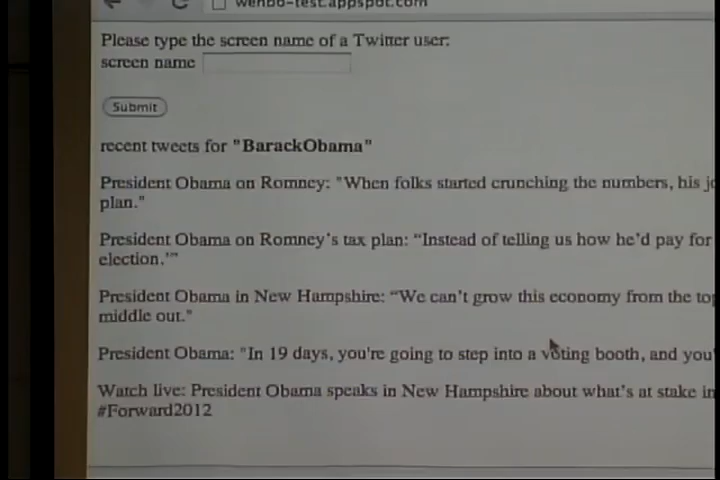 wenbo-test.appspot.com
Please type the screen name of a Twitter user:
screen name
Submit
recent tweets for "BarackObama"
President Obama on Romney: "When folks started crunching the numbers, his
plan."
President Obama on Romney's tax plan: “Instead of telling us how he'd pay for
election.'”
President Obama in New Hampshire: “We can't grow this economy from the
middle out."
President Obama: "In 19 days, you're going to step into a voting booth, and
Watch live: President Obama speaks in New Hampshire about what's at stake
#Forward2012